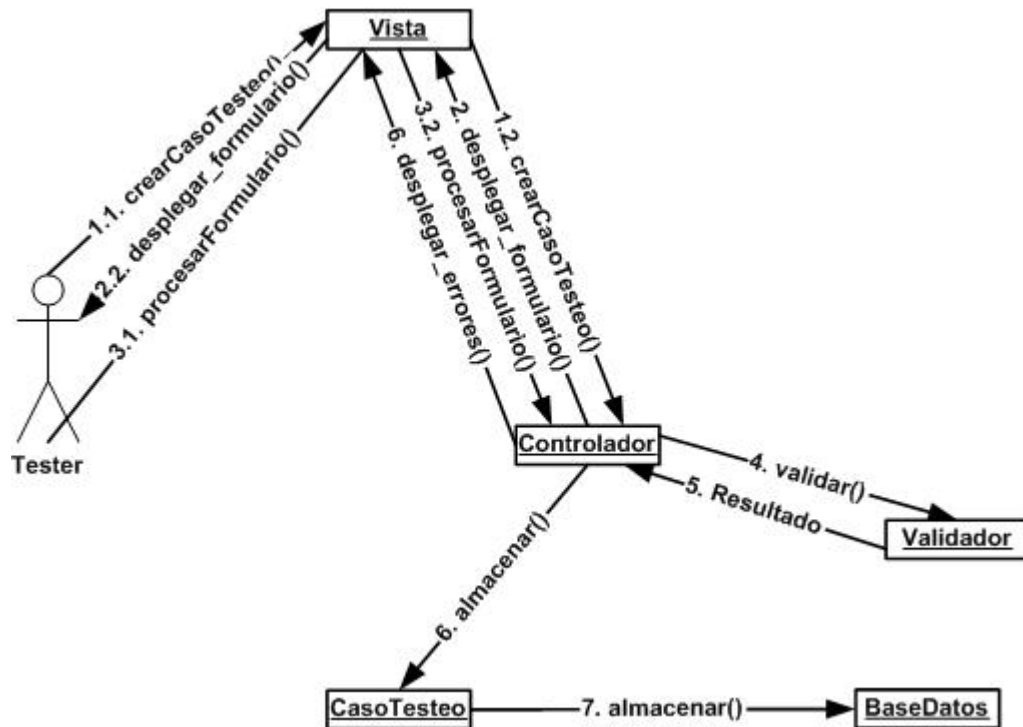 Vista
1.1. crearCasoTesteo()
2.2. desplegar_formulario()
3.1. procesarFormulario()
6. desplegar_errores()
3.2. procesarFormulario()
2. desplegar_formulario()
1.2. crearCasoTesteo()
Tester
Controlador
4. validar()
5. Resultado
Validador
6. almacenar()
CasoTesteo
7. almacenar()
BaseDatos